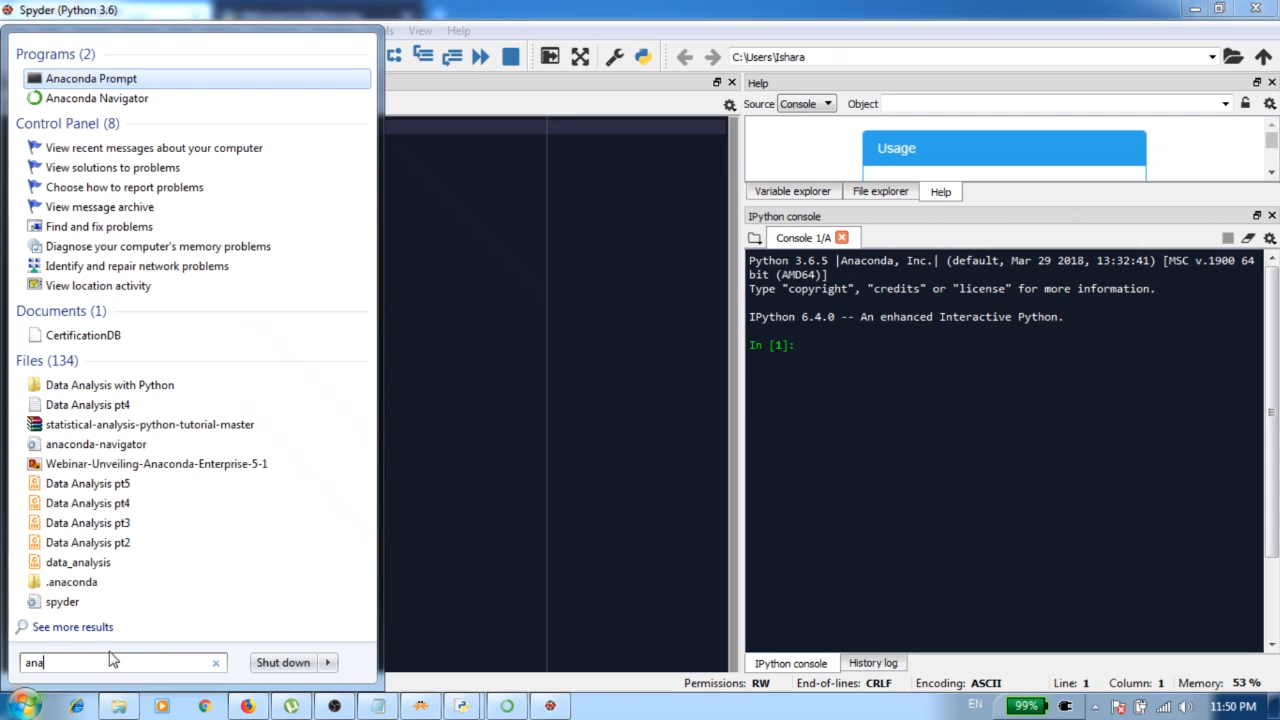 Spyder (Python 3.6)
View Help
C:\Users\Ishara
Programs (2)
Anaconda Prompt
Anaconda Navigator
Control Panel (8)
View recent messages about your computer
View solutions to problems
Choose how to report problems
View message archive
Find and fix problems
Diagnose your computer's memory problems
Identify and repair network problems
View location activity
Documents (1)
CertificationDB
Files (134)
Data Analysis with Python
Data Analysis pt4
statistical-analysis-python-tutorial-master
anaconda-navigator
Webinar-Unveiling-Anaconda-Enterprise-5-1
Data Analysis pt5
Data Analysis pt4
Data Analysis pt3
Data Analysis pt2
data_analysis
.anaconda
spyder
See more results
ana
Shut down
Help
Source Console Object
Usage
Variable explorer File explorer Help
IPython console
Console 1/A
Python 3.6.5 |Anaconda, Inc.| (default, Mar 29 2018, 13:32:41) [MSC v.1900 64
bit (AMD64)]
Type "copyright", "credits" or "license" for more information.
IPython 6.4.0 -- An enhanced Interactive Python.
In [1]:
IPython console History log
Permissions: RW End-of-lines: CRLF Encoding: ASCII Line: 1 Column: 1 Memory: 53 %
EN 99% 11:50 PM